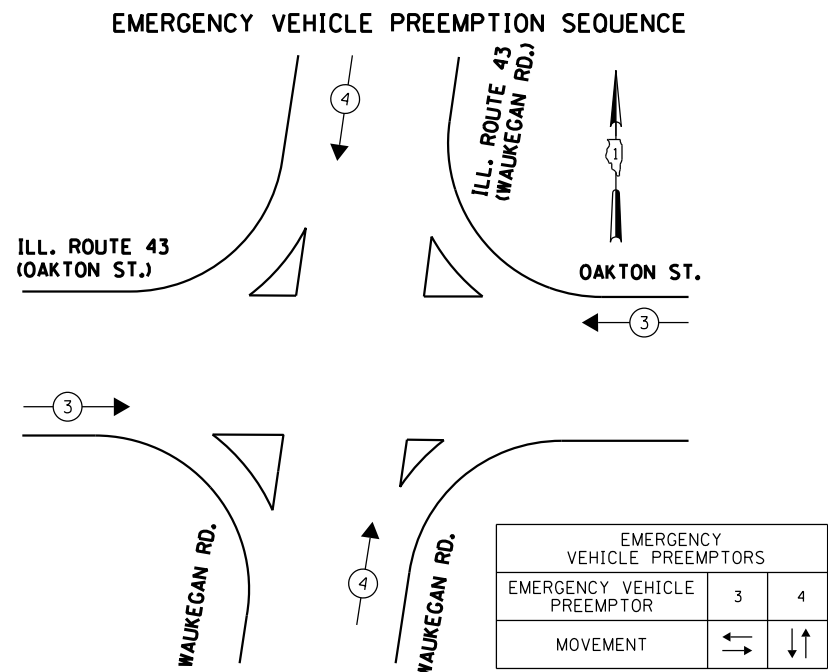 EMERGENCY VEHICLE PREEMPTION SEQUENCE
4
ILL. ROUTE 43
(WAUKEGAN RD.)
1
ILL. ROUTE 43
(OAKTON ST.)
OAKTON ST.
3
3
WAUKEGAN RD.
4
WAUKEGAN RD.
EMERGENCY
VEHICLE PREEMPTORS
EMERGENCY VEHICLE
PREEMPTOR
3
4
MOVEMENT